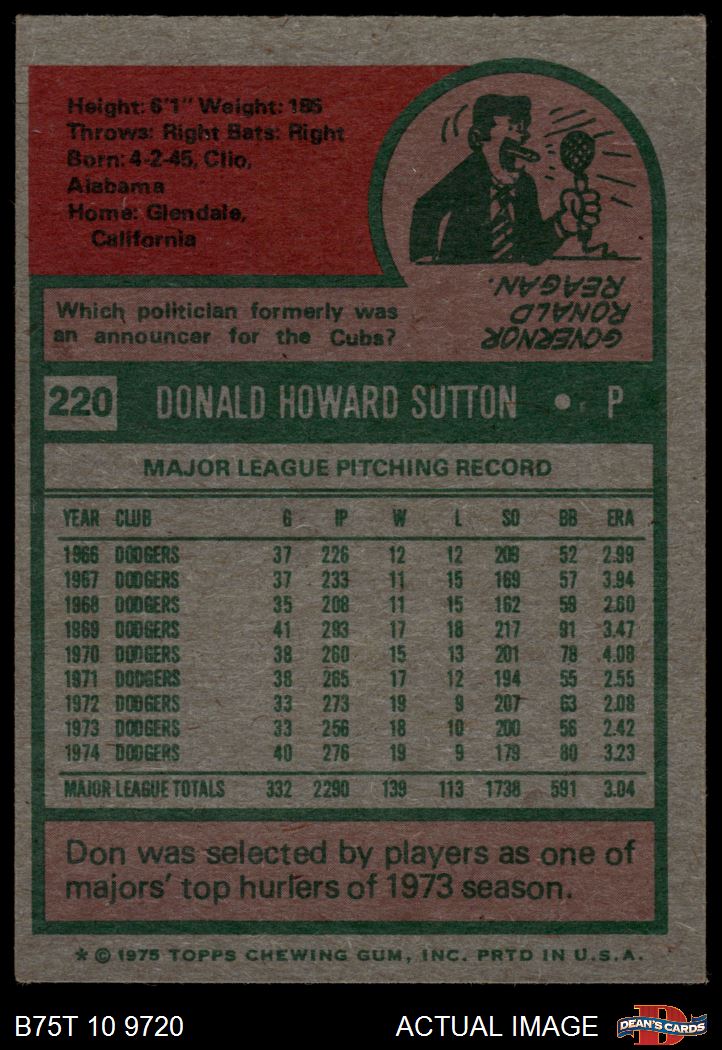 Height: 6'1" Weight: 185
Throws: Right Bats: Right
Born: 4-2-45, Clio,
Alabama
Home: Glendale,
California
Which politician formerly was
an announcer for the Cubs?
GOVERNOR
RONALD
REAGAN.
220 DONALD HOWARD SUTTON • P
MAJOR LEAGUE PITCHING RECORD
YEAR CLUB G IP W L SO BB ERA
1966 DODGERS 37 226 12 12 209 52 2.99
1967 DODGERS 37 233 11 15 169 57 3.94
1968 DODGERS 35 208 11 15 162 59 2.60
1969 DODGERS 41 293 17 18 217 91 3.47
1970 DODGERS 38 260 15 13 201 78 4.08
1971 DODGERS 38 265 17 12 194 55 2.55
1972 DODGERS 33 273 19 9 207 63 2.08
1973 DODGERS 33 256 18 10 200 56 2.42
1974 DODGERS 40 276 19 9 179 80 3.23
MAJOR LEAGUE TOTALS 332 2290 139 113 1738 591 3.04
Don was selected by players as one of
majors' top hurlers of 1973 season.
* © 1975 TOPPS CHEWING GUM, INC. PRTD IN U.S.A.
B75T 10 9720 ACTUAL IMAGE DEAN'S CARDS